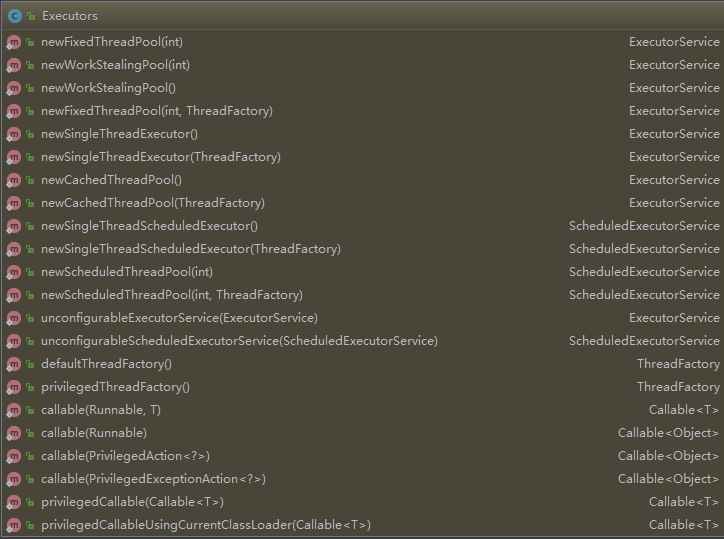 Executors
newFixedThreadPool(int) ExecutorService
newWorkStealingPool(int) ExecutorService
newWorkStealingPool() ExecutorService
newFixedThreadPool(int, ThreadFactory) ExecutorService
newSingleThreadExecutor() ExecutorService
newSingleThreadExecutor(ThreadFactory) ExecutorService
newCachedThreadPool() ExecutorService
newCachedThreadPool(ThreadFactory) ExecutorService
newSingleThreadScheduledExecutor() ScheduledExecutorService
newSingleThreadScheduledExecutor(ThreadFactory) ScheduledExecutorService
newScheduledThreadPool(int) ScheduledExecutorService
newScheduledThreadPool(int, ThreadFactory) ScheduledExecutorService
unconfigurableExecutorService(ExecutorService) ExecutorService
unconfigurableScheduledExecutorService(ScheduledExecutorService) ScheduledExecutorService
defaultThreadFactory() ThreadFactory
privilegedThreadFactory() ThreadFactory
callable(Runnable, T) Callable<T>
callable(Runnable) Callable<Object>
callable(PrivilegedAction<?>) Callable<Object>
callable(PrivilegedExceptionAction<?>) Callable<Object>
privilegedCallable(Callable<T>) Callable<T>
privilegedCallableUsingCurrentClassLoader(Callable<T>) Callable<T>